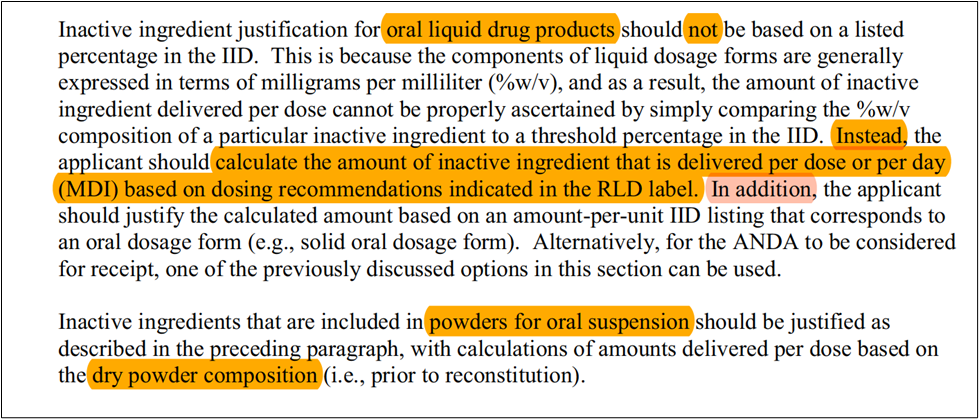 Inactive ingredient justification for oral liquid drug products should not be based on a listed
percentage in the IID.  This is because the components of liquid dosage forms are generally
expressed in terms of milligrams per milliliter (%w/v), and as a result, the amount of inactive
ingredient delivered per dose cannot be properly ascertained by simply comparing the %w/v
composition of a particular inactive ingredient to a threshold percentage in the IID.  Instead, the
applicant should calculate the amount of inactive ingredient that is delivered per dose or per day
(MDI) based on dosing recommendations indicated in the RLD label.  In addition, the applicant
should justify the calculated amount based on an amount-per-unit IID listing that corresponds to
an oral dosage form (e.g., solid oral dosage form).  Alternatively, for the ANDA to be considered
for receipt, one of the previously discussed options in this section can be used.
Inactive ingredients that are included in powders for oral suspension should be justified as
described in the preceding paragraph, with calculations of amounts delivered per dose based on
the dry powder composition (i.e., prior to reconstitution).